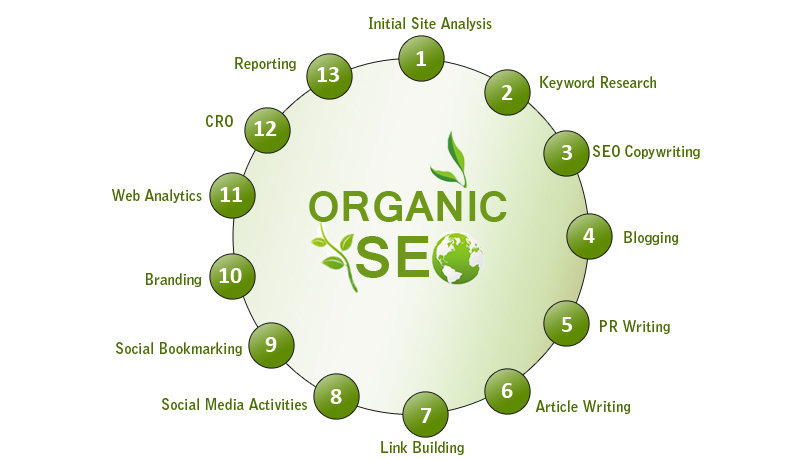 Initial Site Analysis
1
2
Keyword Research
3
SEO Copywriting
4
Blogging
5
PR Writing
6
Article Writing
7
Link Building
8
Social Media Activities
9
Social Bookmarking
10
Branding
11
Web Analytics
12
CRO
13
Reporting
ORGANIC
SEO